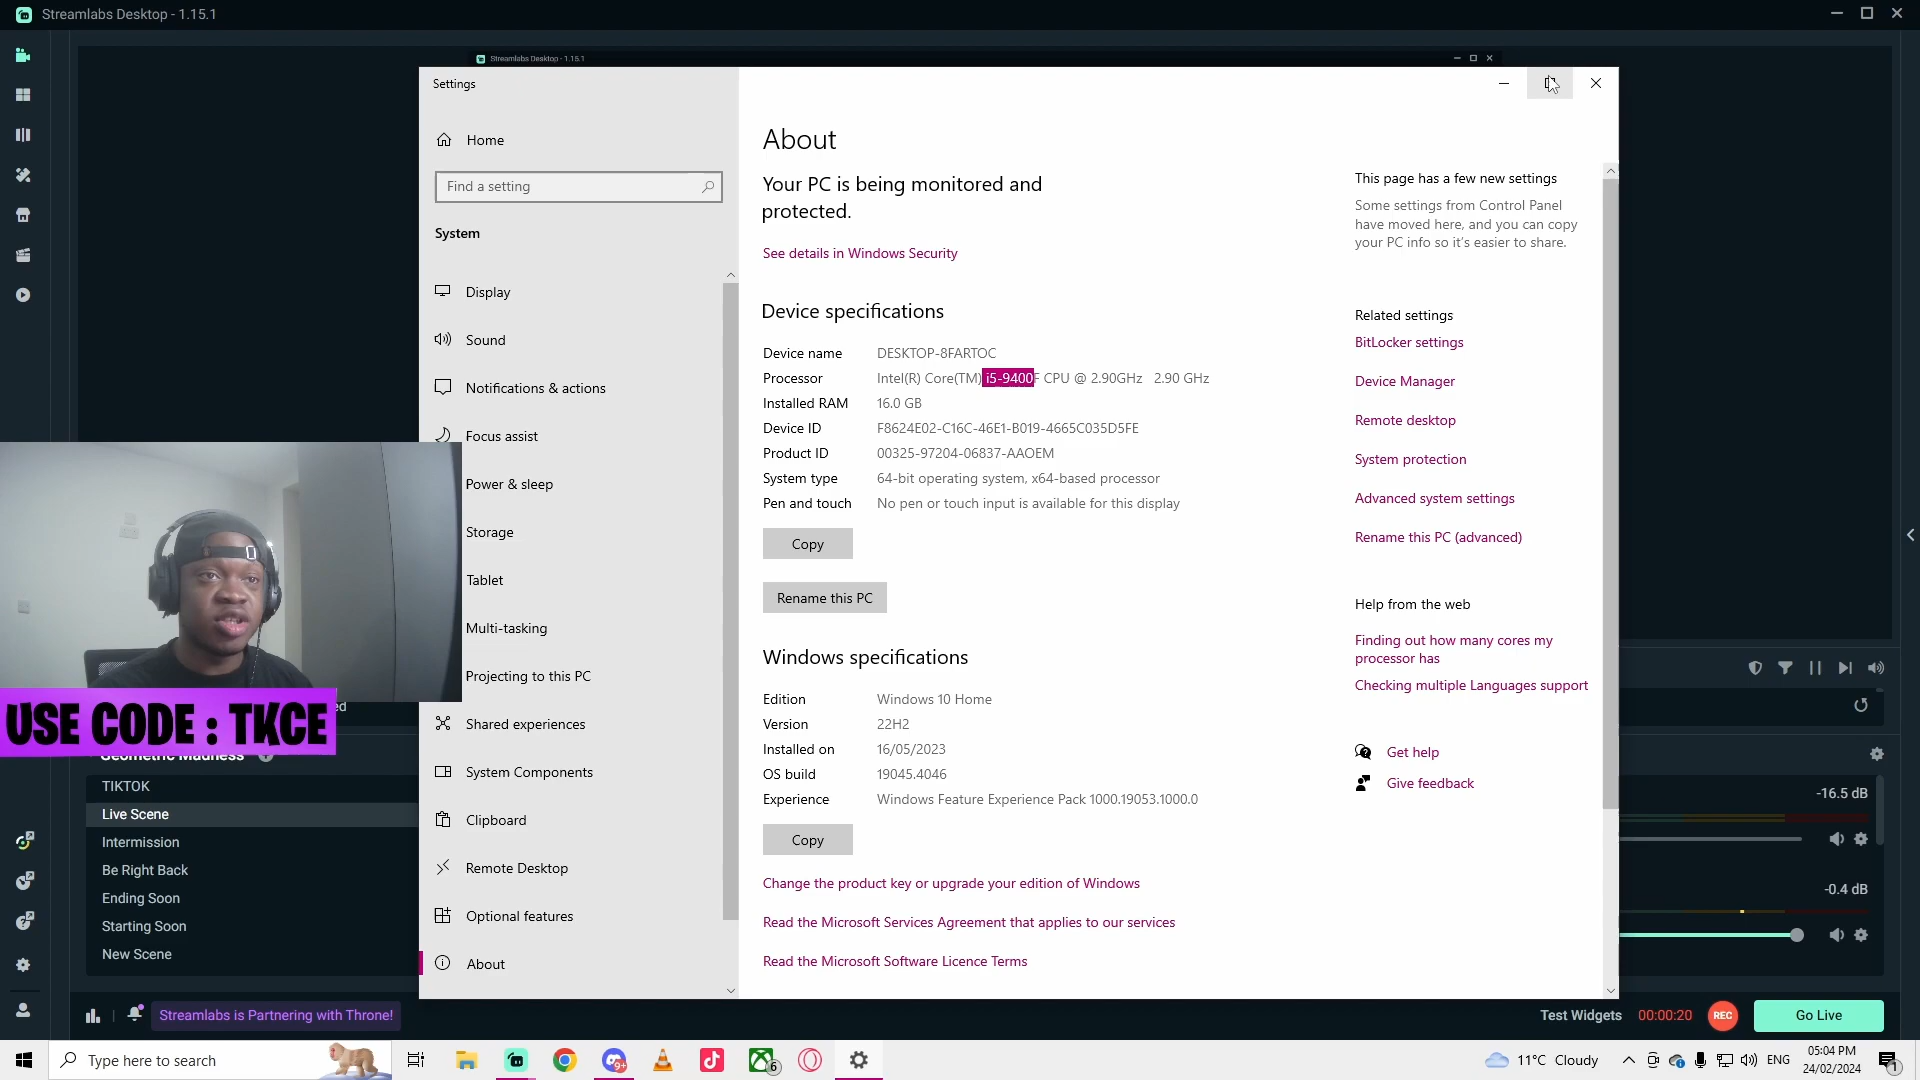 Streamlabs Desktop - 1.15.1
Streamlabs Desktop - 1.15.1
Settings
Home
Find a setting
System
Display
Sound
Notifications & actions
Focus assist
Power & sleep
Storage
Tablet
Multi-tasking
Projecting to this PC
Shared experiences
System Components
Clipboard
Remote Desktop
Optional features
About
About
Your PC is being monitored and
protected.
See details in Windows Security
Device specifications
Device name DESKTOP-8FARTOC
Processor Intel(R) Core(TM) i5-9400F CPU @ 2.90GHz 2.90 GHz
Installed RAM 16.0 GB
Device ID F8624E02-C16C-46E1-B019-4665C035D5FE
Product ID 00325-97204-06837-AAOEM
System type 64-bit operating system, x64-based processor
Pen and touch No pen or touch input is available for this display
Copy
Rename this PC
Windows specifications
Edition Windows 10 Home
Version 22H2
Installed on 16/05/2023
OS build 19045.4046
Experience Windows Feature Experience Pack 1000.19053.1000.0
Copy
Change the product key or upgrade your edition of Windows
Read the Microsoft Services Agreement that applies to our services
Read the Microsoft Software Licence Terms
This page has a few new settings
Some settings from Control Panel
have moved here, and you can copy
your PC info so it's easier to share.
Related settings
BitLocker settings
Device Manager
Remote desktop
System protection
Advanced system settings
Rename this PC (advanced)
Help from the web
Finding out how many cores my
processor has
Checking multiple Languages support
Get help
Give feedback
USE CODE : TKCE
ed
Geometric Madness
TIKTOK
Live Scene
Intermission
Be Right Back
Ending Soon
Starting Soon
New Scene
-16.5 dB
-0.4 dB
Streamlabs is Partnering with Throne!
Test Widgets 00:00:20 REC Go Live
Type here to search
9+
6
11°C Cloudy
ENG
05:04 PM
24/02/2024
1